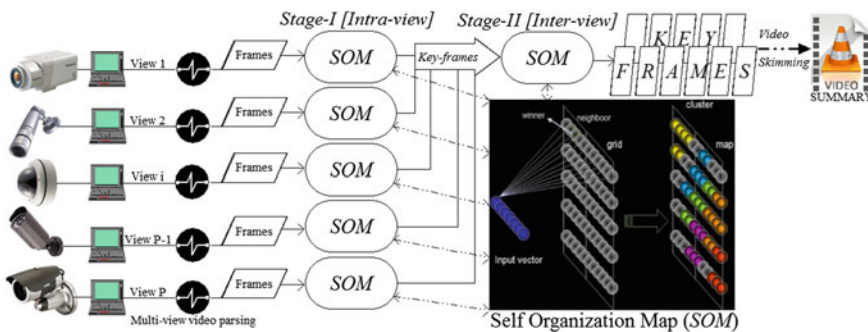 Stage-I [Intra-view]
Stage-II [Inter-view]
View 1
Frames
SOM
Key-frames
SOM
K E Y
F R A M E S
Video
Skimming
VIDEO
SUMMARY
View 2
Frames
SOM
View i
Frames
SOM
View P-1
Frames
SOM
View P
Frames
SOM
Multi-view video parsing
winner
neighboor
grid
cluster
map
Input vector
Self Organization Map (SOM)